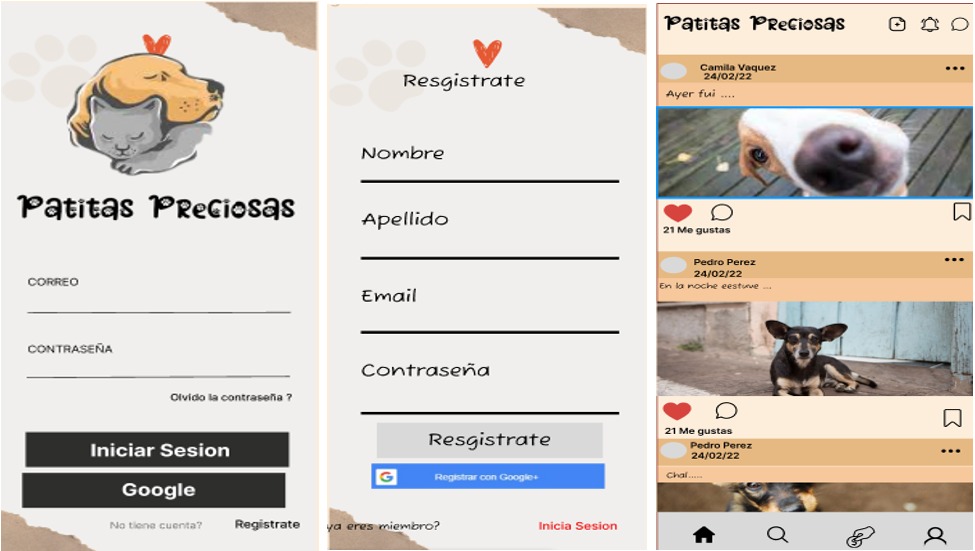 Patitas Preciosas
CORREO
CONTRASEÑA
Olvido la contraseña ?
Iniciar Sesion
Google
No tiene cuenta? Registrate
Resgistrate
Nombre
Apellido
Email
Contraseña
Resgistrate
G Registrar con Google+
ya eres miembro? Inicia Sesion
Patitas Preciosas
Camila Vaquez
24/02/22
Ayer fui ....
21 Me gustas
Pedro Perez
24/02/22
En la noche eestuve ...
21 Me gustas
Pedro Perez
24/02/22
Chal.....